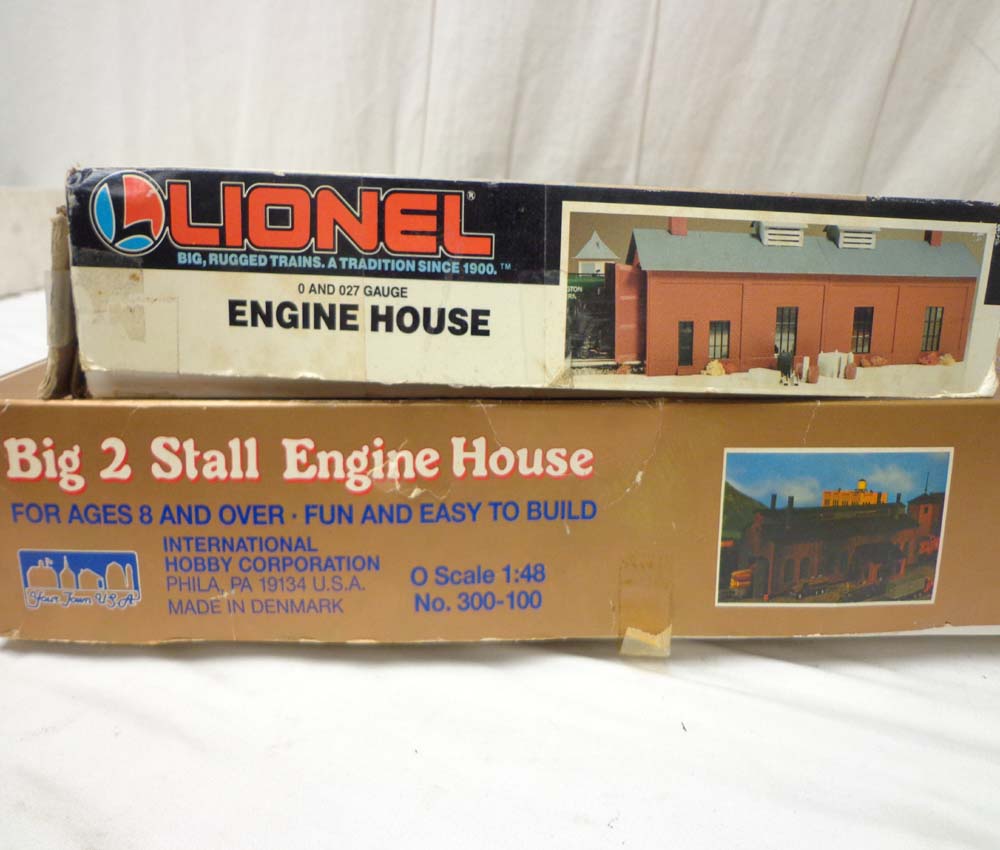 LIONEL®
BIG, RUGGED TRAINS. A TRADITION SINCE 1900.™
O AND 027 GAUGE
ENGINE HOUSE
Big 2 Stall Engine House
FOR AGES 8 AND OVER · FUN AND EASY TO BUILD
INTERNATIONAL
HOBBY CORPORATION
PHILA, PA 19134 U.S.A.
MADE IN DENMARK
O Scale 1:48
No. 300-100
Your Town U.S.A